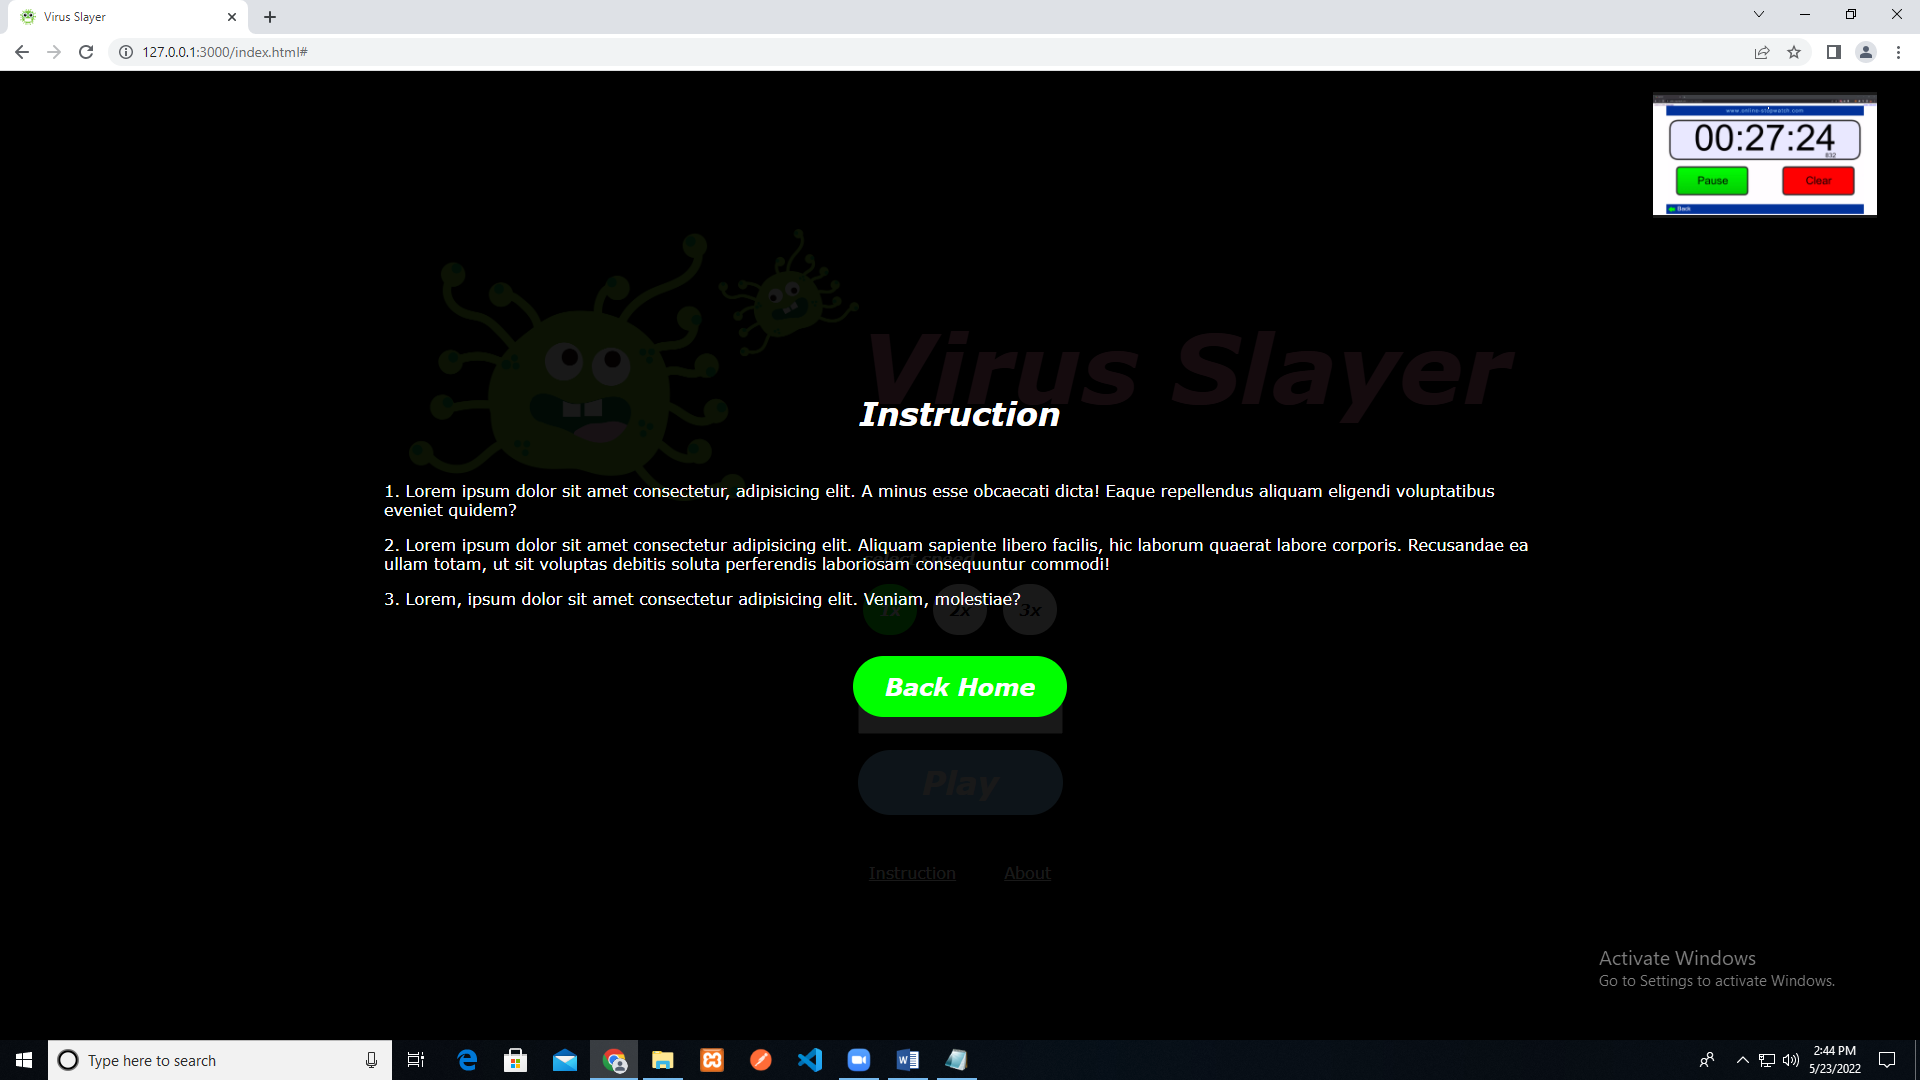 Virus Slayer
127.0.0.1:3000/index.html#
www.online-stopwatch.com
00:27:24
832
Pause
Clear
Back
Virus Slayer
Instruction
1. Lorem ipsum dolor sit amet consectetur, adipisicing elit. A minus esse obcaecati dicta! Eaque repellendus aliquam eligendi voluptatibus
eveniet quidem?
2. Lorem ipsum dolor sit amet consectetur adipisicing elit. Aliquam sapiente libero facilis, hic laborum quaerat labore corporis. Recusandae ea
ullam totam, ut sit voluptas debitis soluta perferendis laboriosam consequuntur commodi!
3. Lorem, ipsum dolor sit amet consectetur adipisicing elit. Veniam, molestiae?
1x 2x 3x
Back Home
Play
Instruction About
Activate Windows
Go to Settings to activate Windows.
Type here to search
2:44 PM
5/23/2022